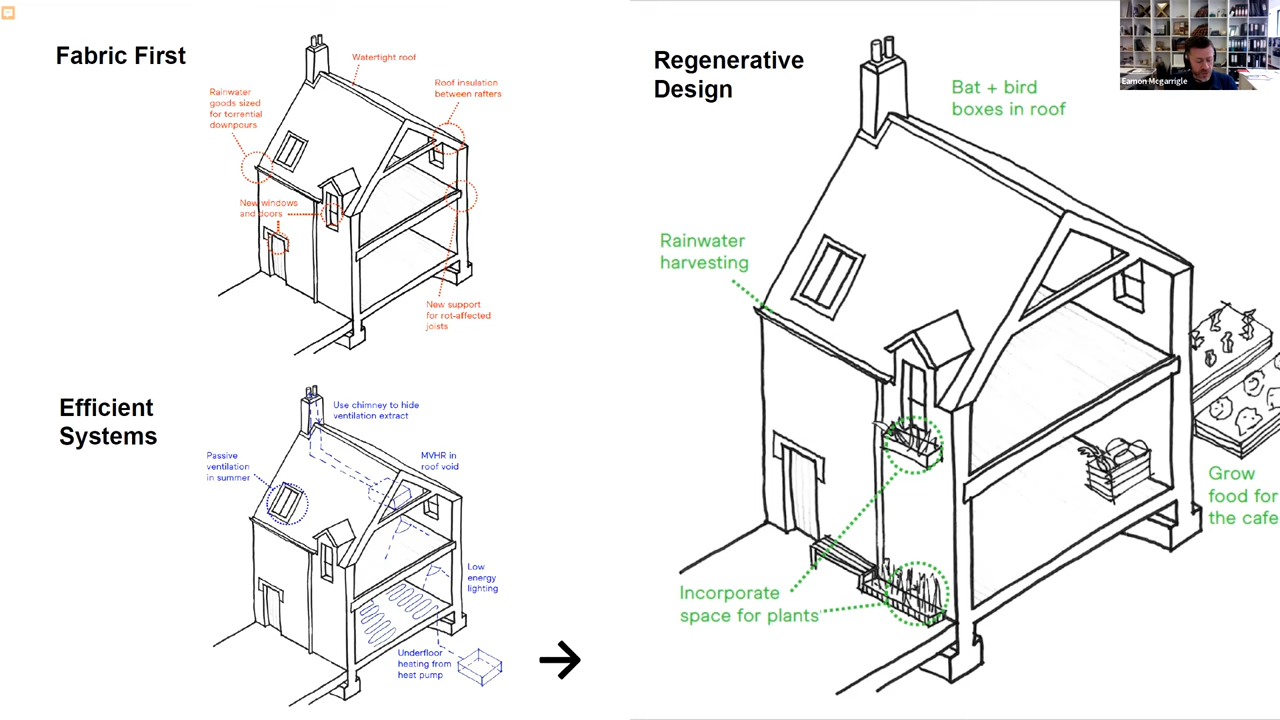 Fabric First
Watertight roof
Roof insulation
between rafters
Rainwater
goods sized
for torrential
downpours
New windows
and doors
New support
for rot-affected
joists
Efficient
Systems
Use chimney to hide
ventilation extract
Passive
ventilation
in summer
MVHR in
roof void
Low
energy
lighting
Underfloor
heating from
heat pump
Regenerative
Design
Bat + bird
boxes in roof
Rainwater
harvesting
Grow
food for
the cafe
Incorporate
space for plants
Eamon Mcgarrigle